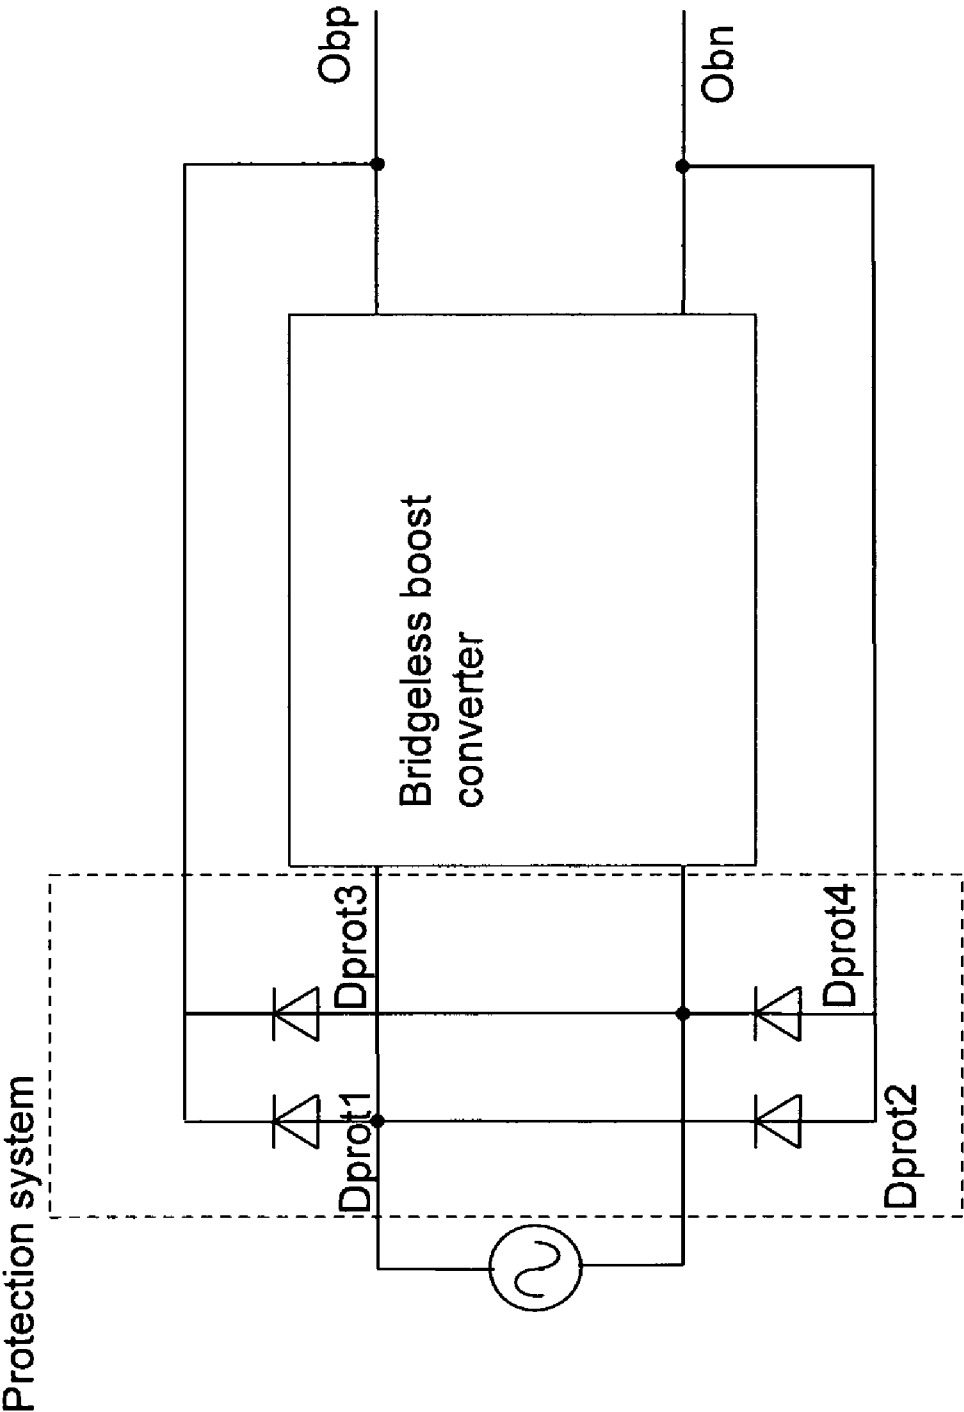 Protection system
Dprot1
Dprot3
Dprot2
Dprot4
Bridgeless boost
converter
Obp
Obn